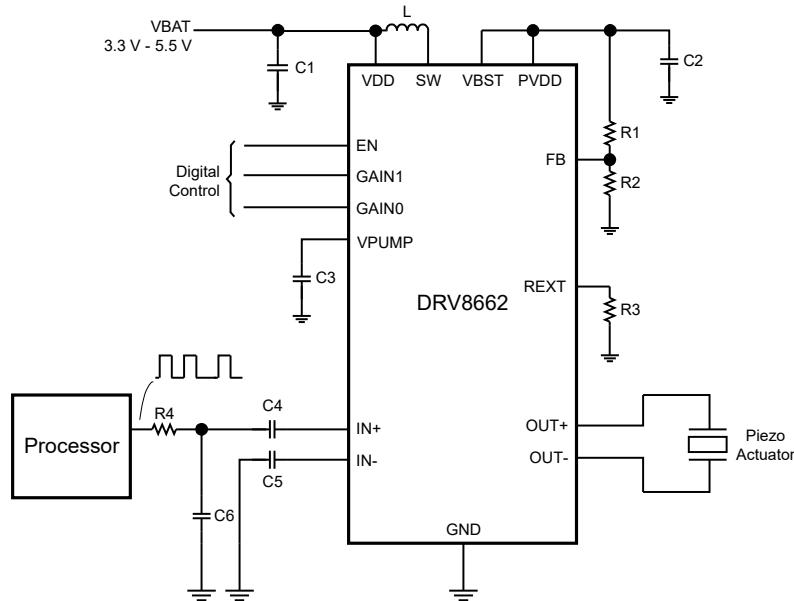 L
VBAT
3.3 V - 5.5 V
C1
C2
VDD
SW
VBST
PVDD
R1
EN
FB
Digital
Control
GAIN1
R2
GAIN0
VPUMP
C3
REXT
DRV8662
R3
R4
C4
IN+
OUT+
Piezo
Actuator
Processor
IN-
OUT-
C5
C6
GND